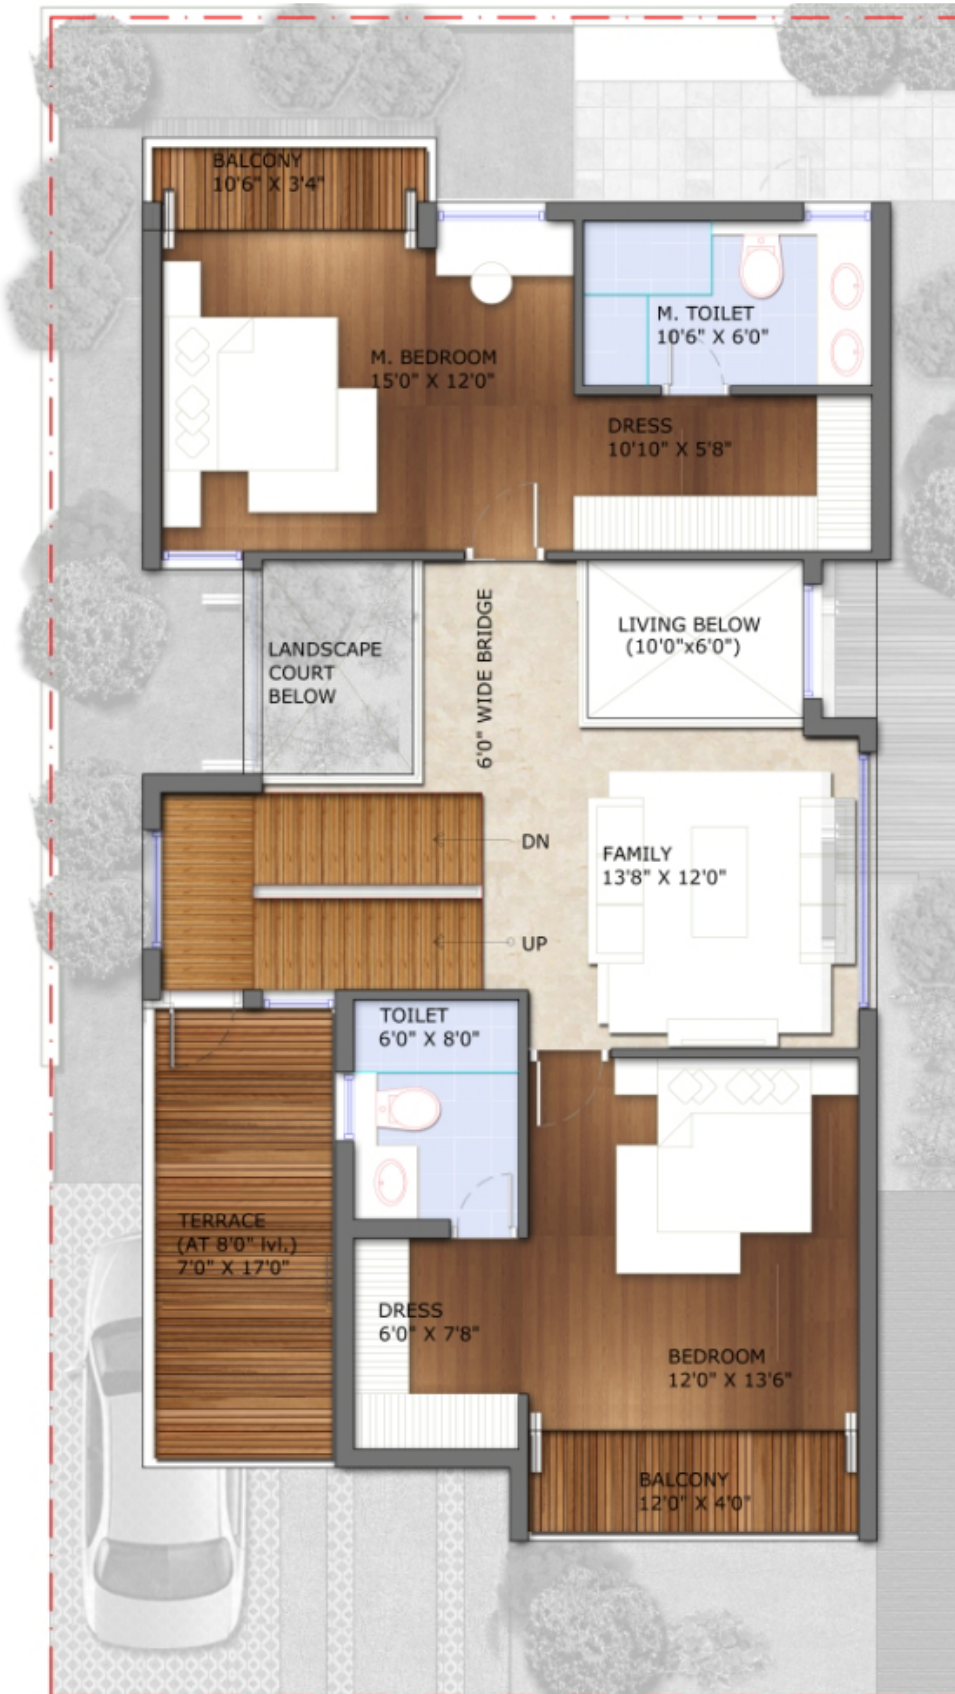 BALCONY
10'6" X 3'4"
M. TOILET
10'6" X 6'0"
M. BEDROOM
15'0" X 12'0"
DRESS
10'10" X 5'8"
LANDSCAPE
COURT
BELOW
6'0" WIDE BRIDGE
LIVING BELOW
(10'0"x6'0")
DN
FAMILY
13'8" X 12'0"
UP
TOILET
6'0" X 8'0"
TERRACE
(AT 8'0" lvl.)
7'0" X 17'0"
DRESS
6'0" X 7'8"
BEDROOM
12'0" X 13'6"
BALCONY
12'0" X 4'0"